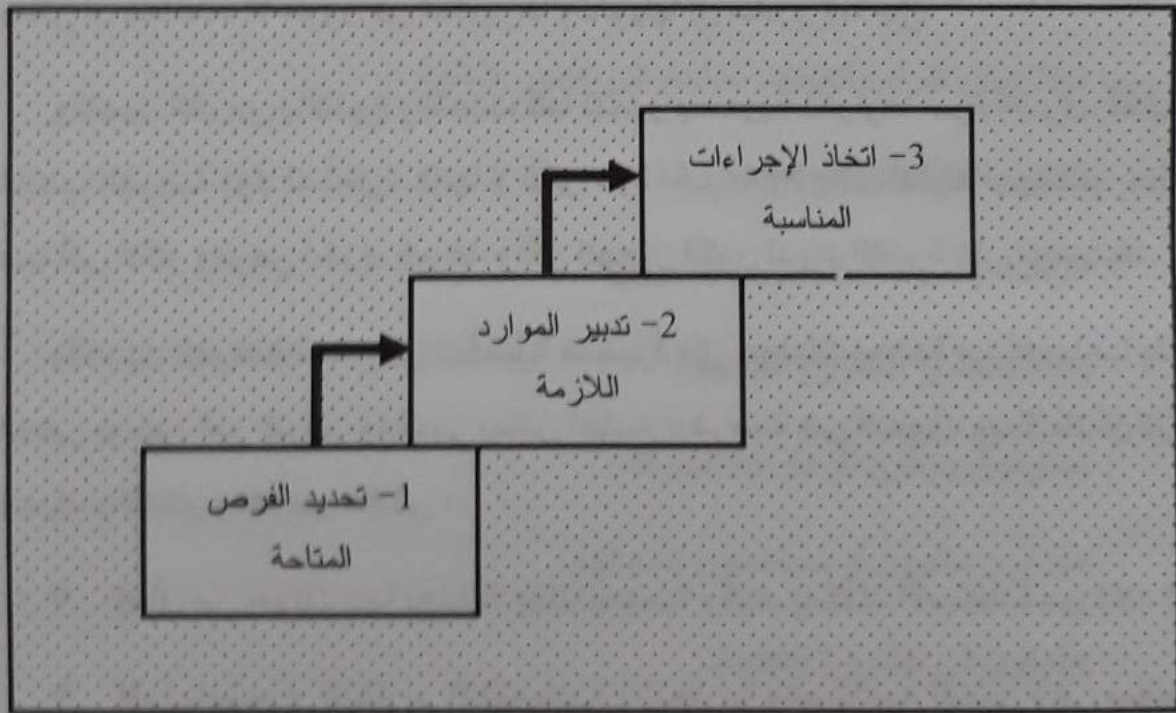 3- اتخاذ الإجراءات
المناسبة
2- تدبير الموارد
اللازمة
1- تحديد الفرص
المتاحة